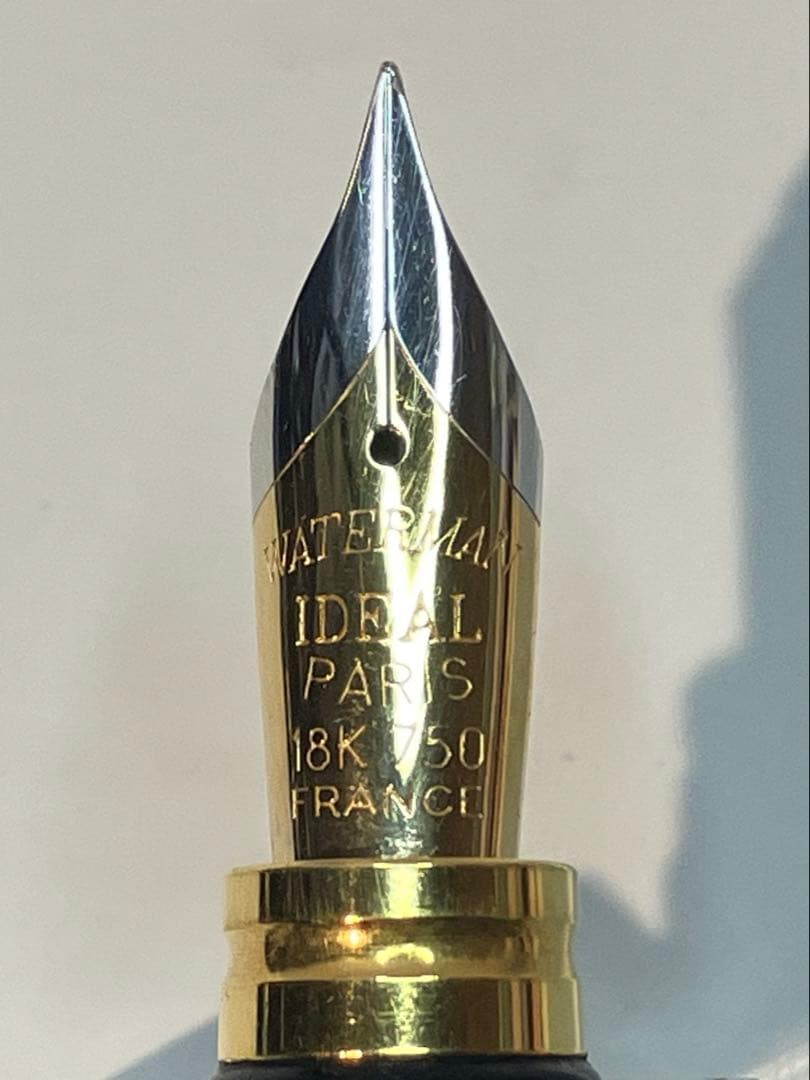 WATERMAN
IDEAL
PARIS
18K 750
FRANCE